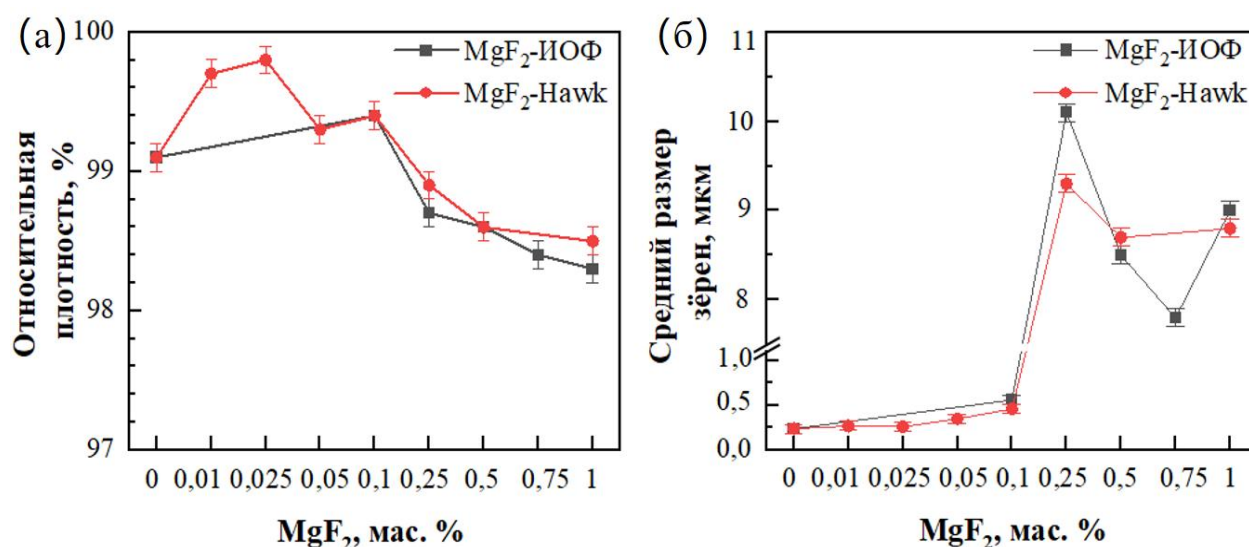 (а)
100
99
98
97
Относительная
плотность, %
MgF₂-ИОФ
MgF₂-Hawk
0 0,01 0,025 0,05 0,1 0,25 0,5 0,75 1
MgF₂, мас. %
(б)
11
10
9
8
1,0
0,5
0,0
Средний размер
зёрен, мкм
MgF₂-ИОФ
MgF₂-Hawk
0 0,01 0,025 0,05 0,1 0,25 0,5 0,75 1
MgF₂, мас. %